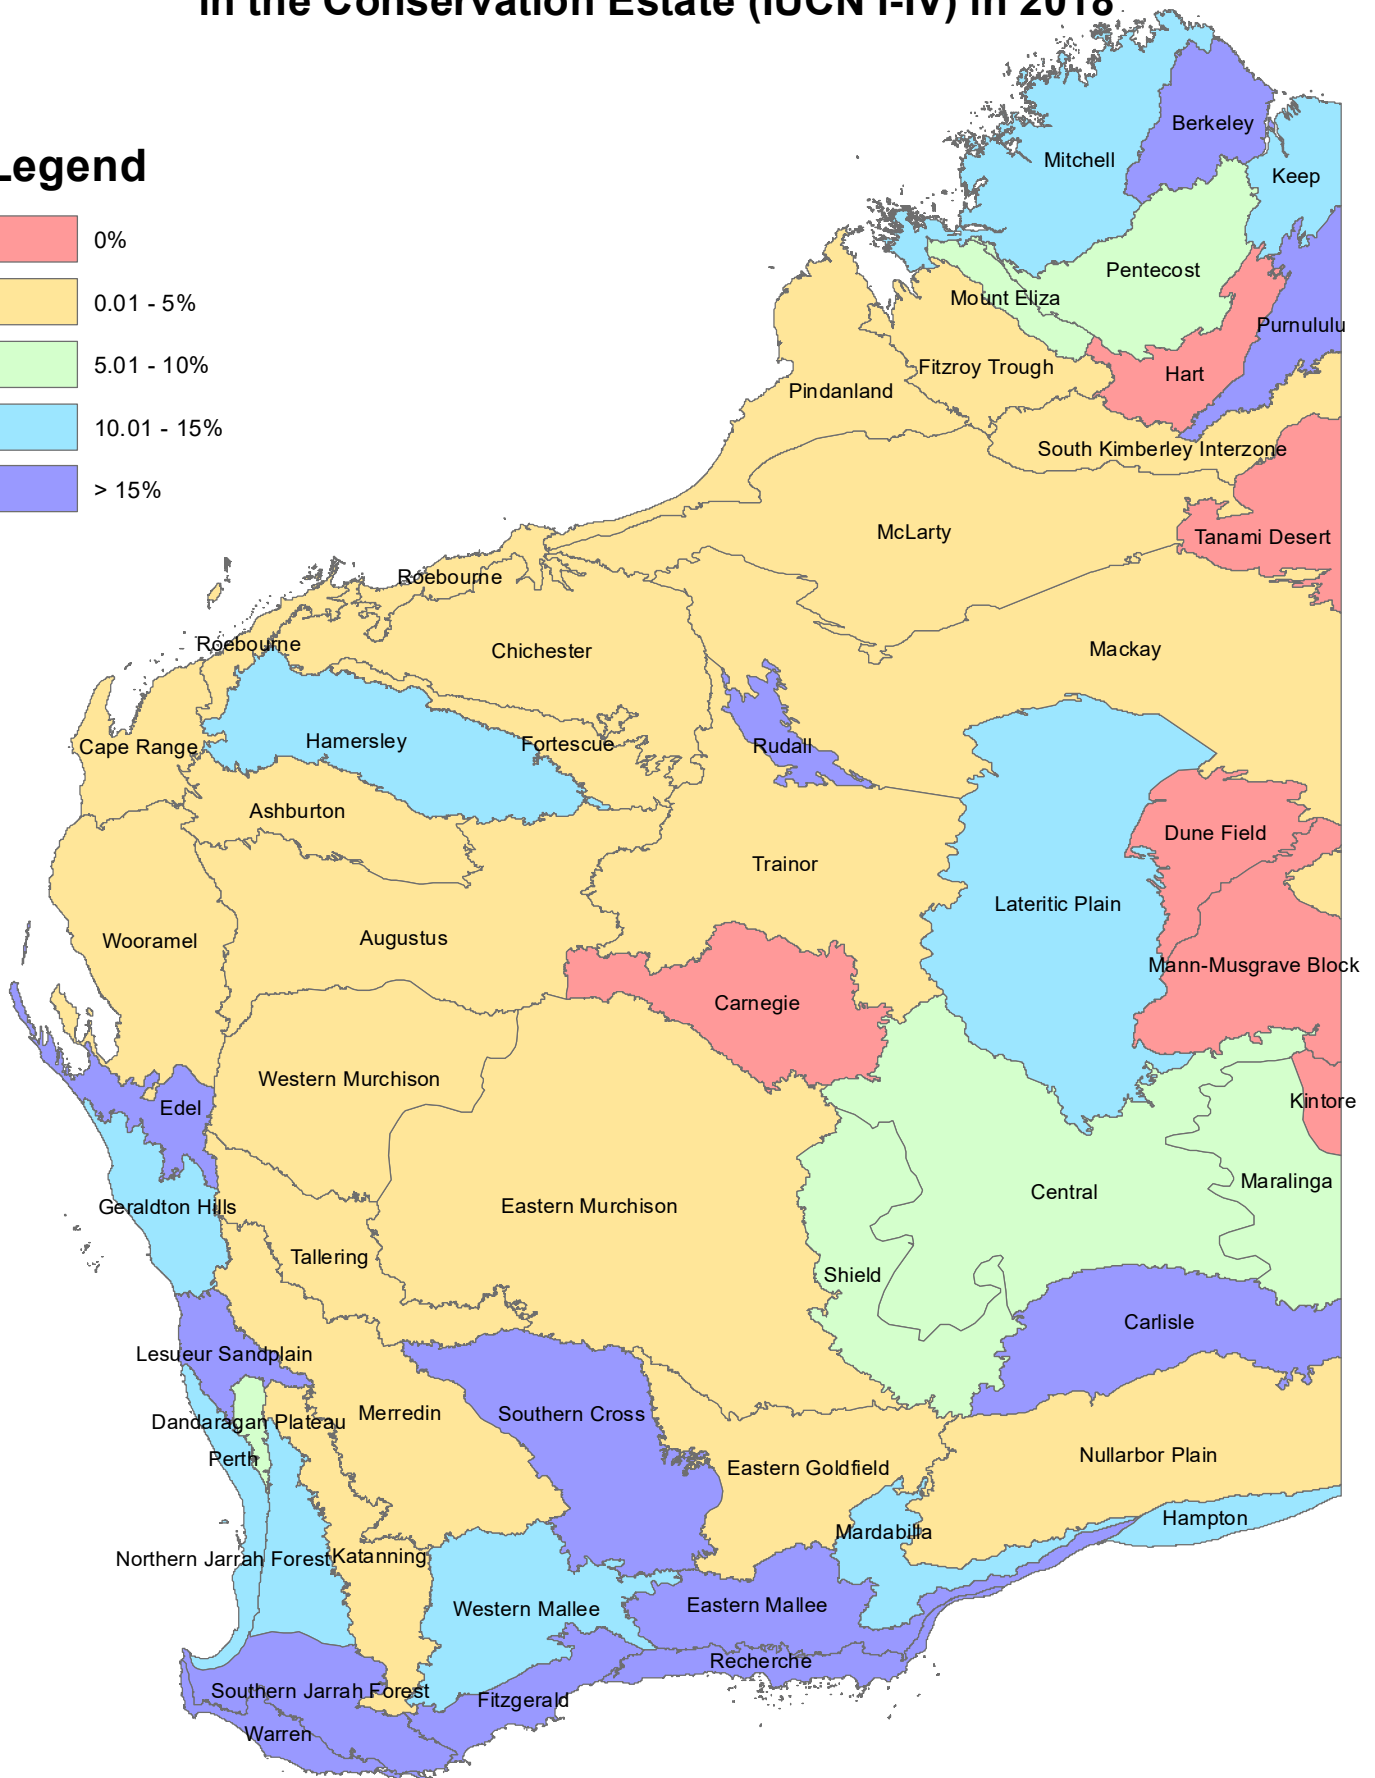 in the Conservation Estate (IUCN I-IV) in 2018
Legend
0%
0.01 - 5%
5.01 - 10%
10.01 - 15%
> 15%
Berkeley
Mitchell
Keep
Pentecost
Mount Eliza
Purnululu
Fitzroy Trough
Hart
Pindanland
South Kimberley Interzone
McLarty
Tanami Desert
Roebourne
Roebourne
Chichester
Mackay
Hamersley
Fortescue
Rudall
Cape Range
Ashburton
Dune Field
Trainor
Lateritic Plain
Wooramel
Augustus
Mann-Musgrave Block
Carnegie
Western Murchison
Edel
Kintore
Maralinga
Central
Geraldton Hills
Eastern Murchison
Tallering
Shield
Carlisle
Lesueur Sandplain
Merredin
Southern Cross
Dandaragan Plateau
Perth
Eastern Goldfield
Nullarbor Plain
Hampton
Mardabilla
Northern Jarrah Forest
Katanning
Western Mallee
Eastern Mallee
Recherche
Southern Jarrah Forest
Fitzgerald
Warren